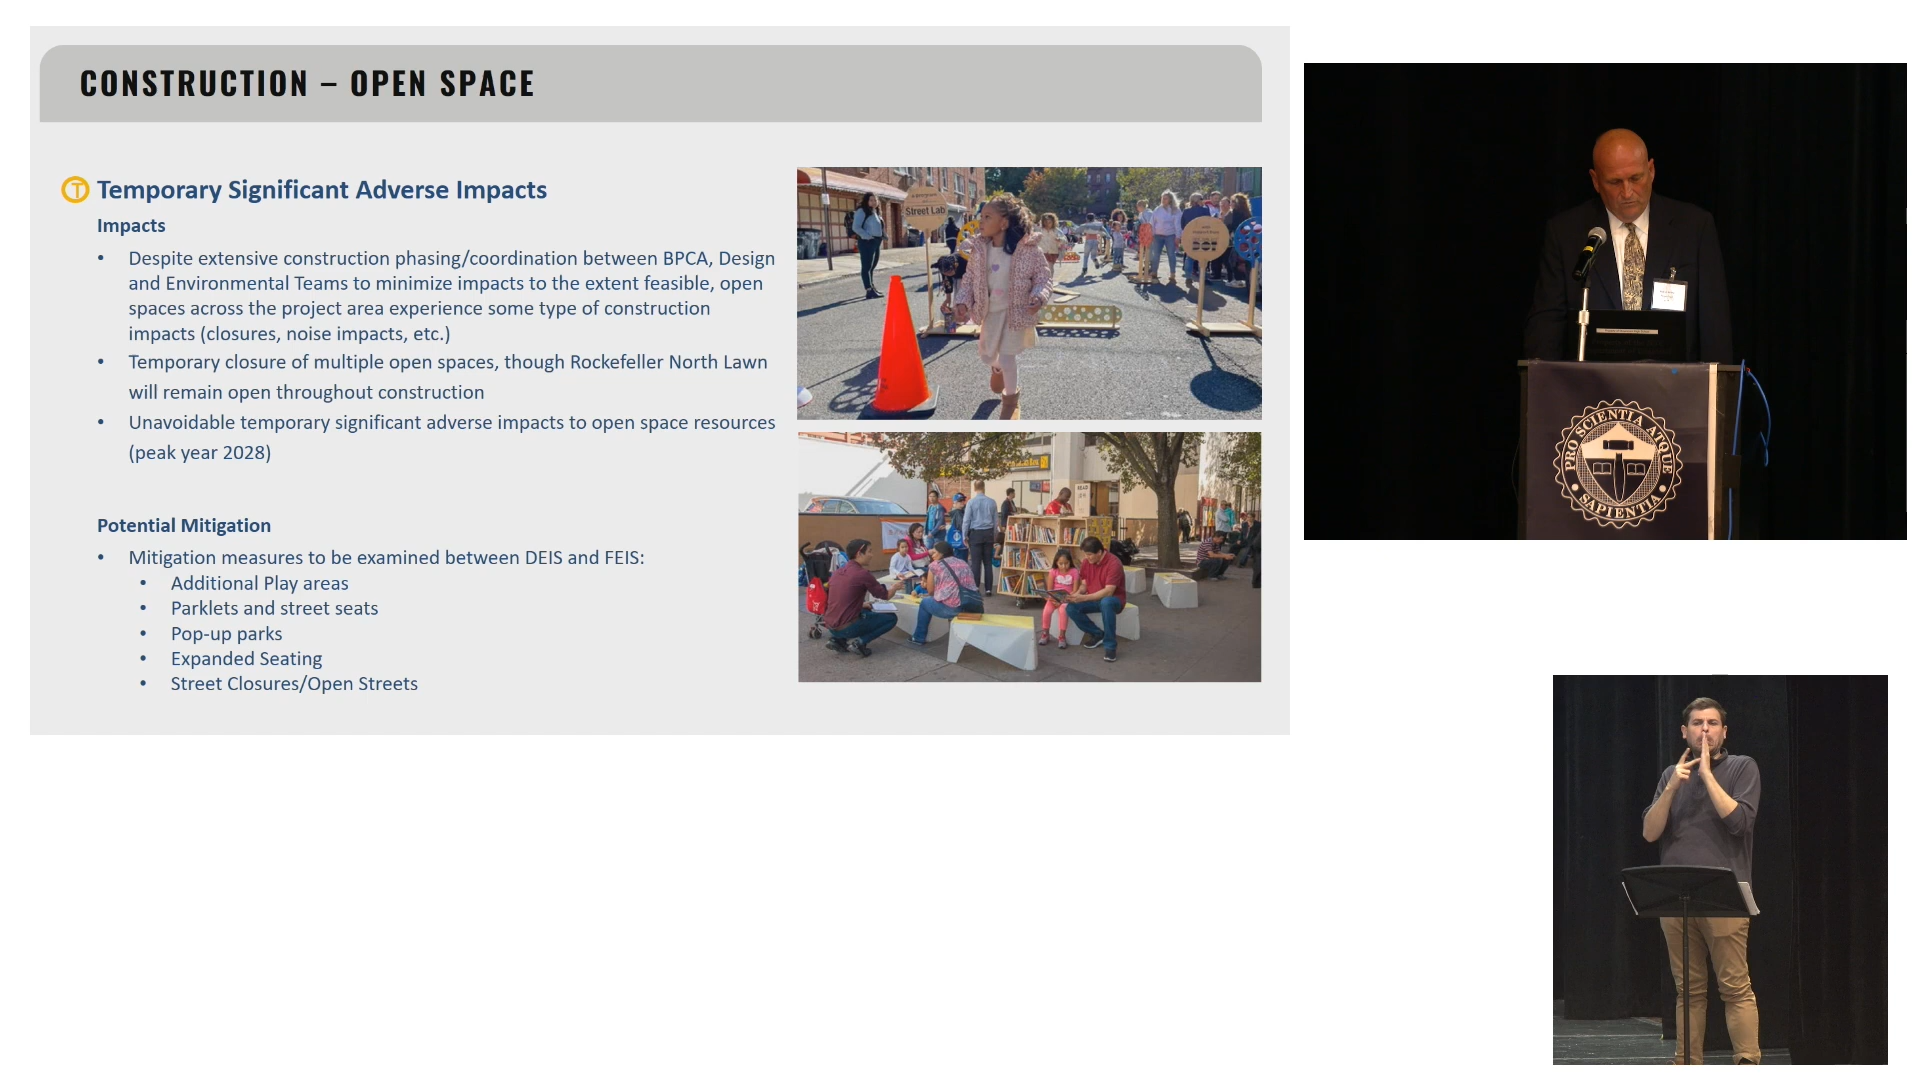 CONSTRUCTION – OPEN SPACE
T Temporary Significant Adverse Impacts
Impacts
• Despite extensive construction phasing/coordination between BPCA, Design
and Environmental Teams to minimize impacts to the extent feasible, open
spaces across the project area experience some type of construction
impacts (closures, noise impacts, etc.)
• Temporary closure of multiple open spaces, though Rockefeller North Lawn
will remain open throughout construction
• Unavoidable temporary significant adverse impacts to open space resources
(peak year 2028)
Potential Mitigation
• Mitigation measures to be examined between DEIS and FEIS:
• Additional Play areas
• Parklets and street seats
• Pop-up parks
• Expanded Seating
• Street Closures/Open Streets
Street Lab
DOT
READ
PRO SCIENTIA ATQUE
SAPIENTIA